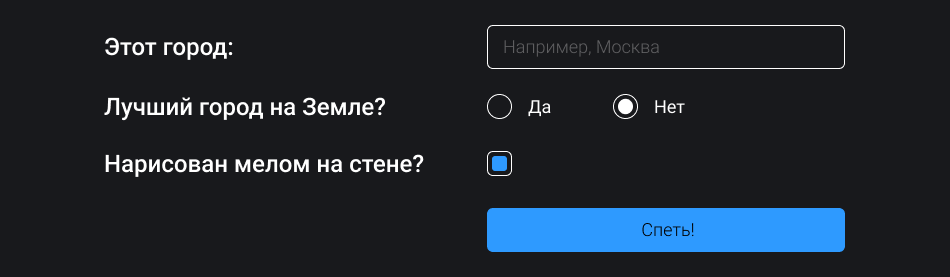 Этот город:
Например, Москва
Лучший город на Земле?
Да
Нет
Нарисован мелом на стене?
Спеть!